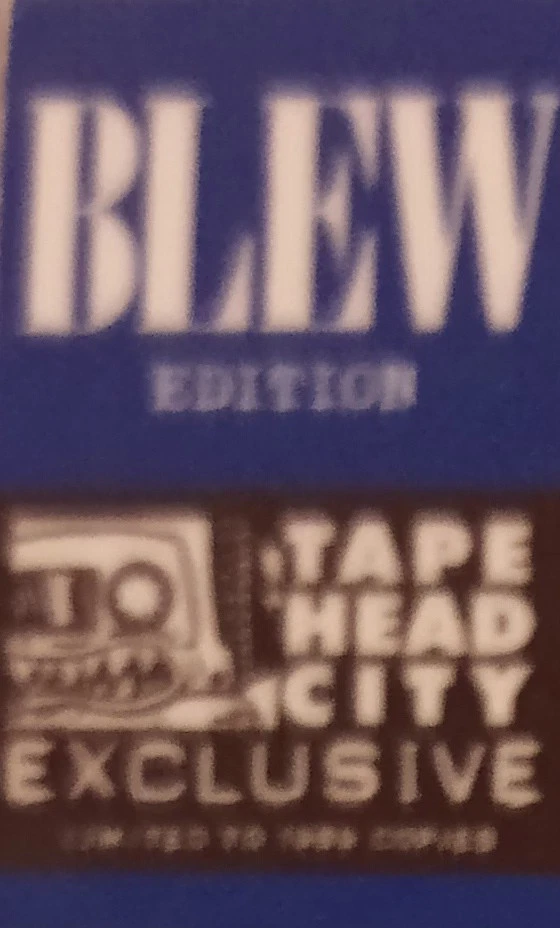 BLEW
EDITION
TAPE
HEAD
CITY
EXCLUSIVE
LIMITED TO COPIES